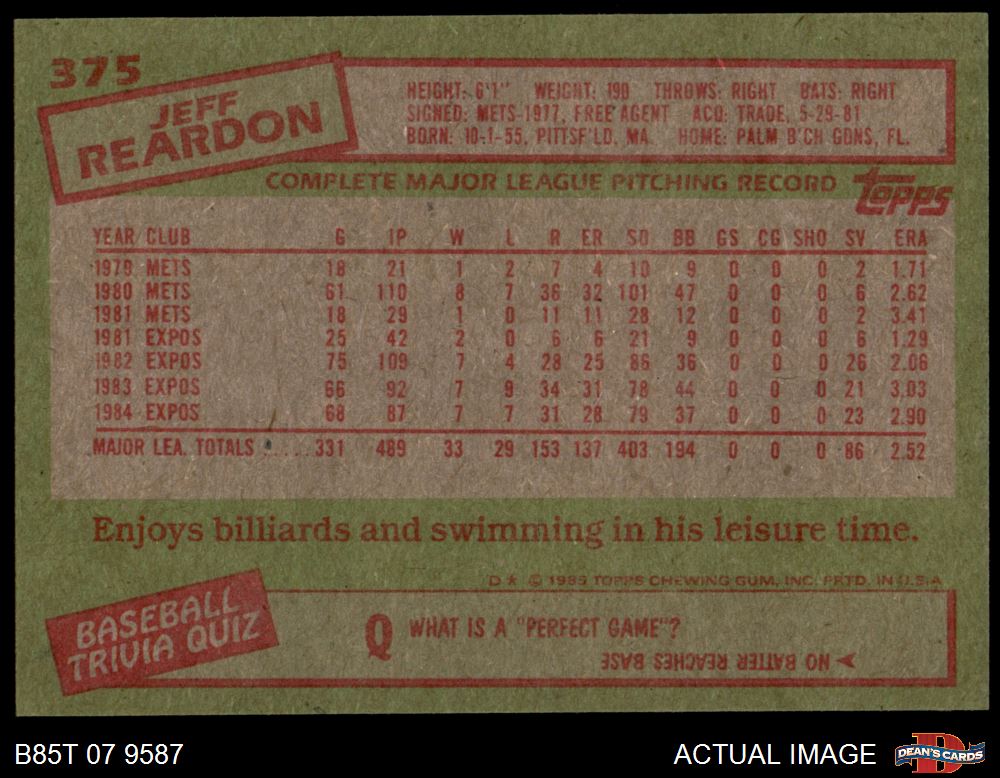 375
JEFF
REARDON
HEIGHT: 6'1" WEIGHT: 190 THROWS: RIGHT BATS: RIGHT
SIGNED: METS-1977, FREE AGENT ACQ: TRADE, 5-29-81
BORN: 10-1-55, PITTSF'LD, MA. HOME: PALM B'CH GDNS, FL.
COMPLETE MAJOR LEAGUE PITCHING RECORD
TOPPS
YEAR CLUB G IP W L R ER SO BB GS CG SHO SV ERA
1979 METS 18 21 1 2 7 4 10 9 0 0 0 2 1.71
1980 METS 61 110 8 7 36 32 101 47 0 0 0 6 2.62
1981 METS 18 29 1 0 11 11 28 12 0 0 0 2 3.41
1981 EXPOS 25 42 2 0 6 6 21 9 0 0 0 6 1.29
1982 EXPOS 75 109 7 4 28 25 86 36 0 0 0 26 2.06
1983 EXPOS 66 92 7 9 34 31 78 44 0 0 0 21 3.03
1984 EXPOS 68 87 7 7 31 28 79 37 0 0 0 23 2.90
MAJOR LEA. TOTALS ...... 331 489 33 29 153 137 403 194 0 0 0 86 2.52
Enjoys billiards and swimming in his leisure time.
D* © 1985 TOPPS CHEWING GUM, INC. PRTD. IN U.S.A.
BASEBALL
TRIVIA QUIZ
Q WHAT IS A "PERFECT GAME"?
➤ NO BATTER REACHES BASE
B85T 07 9587
ACTUAL IMAGE
D
DEAN'S CARDS